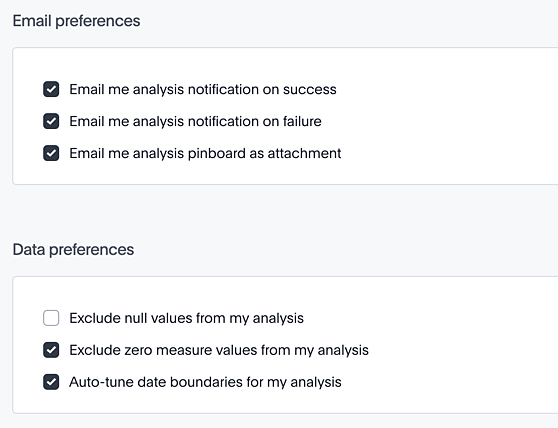 Email preferences
Email me analysis notification on success
Email me analysis notification on failure
Email me analysis pinboard as attachment
Data preferences
Exclude null values from my analysis
Exclude zero measure values from my analysis
Auto-tune date boundaries for my analysis